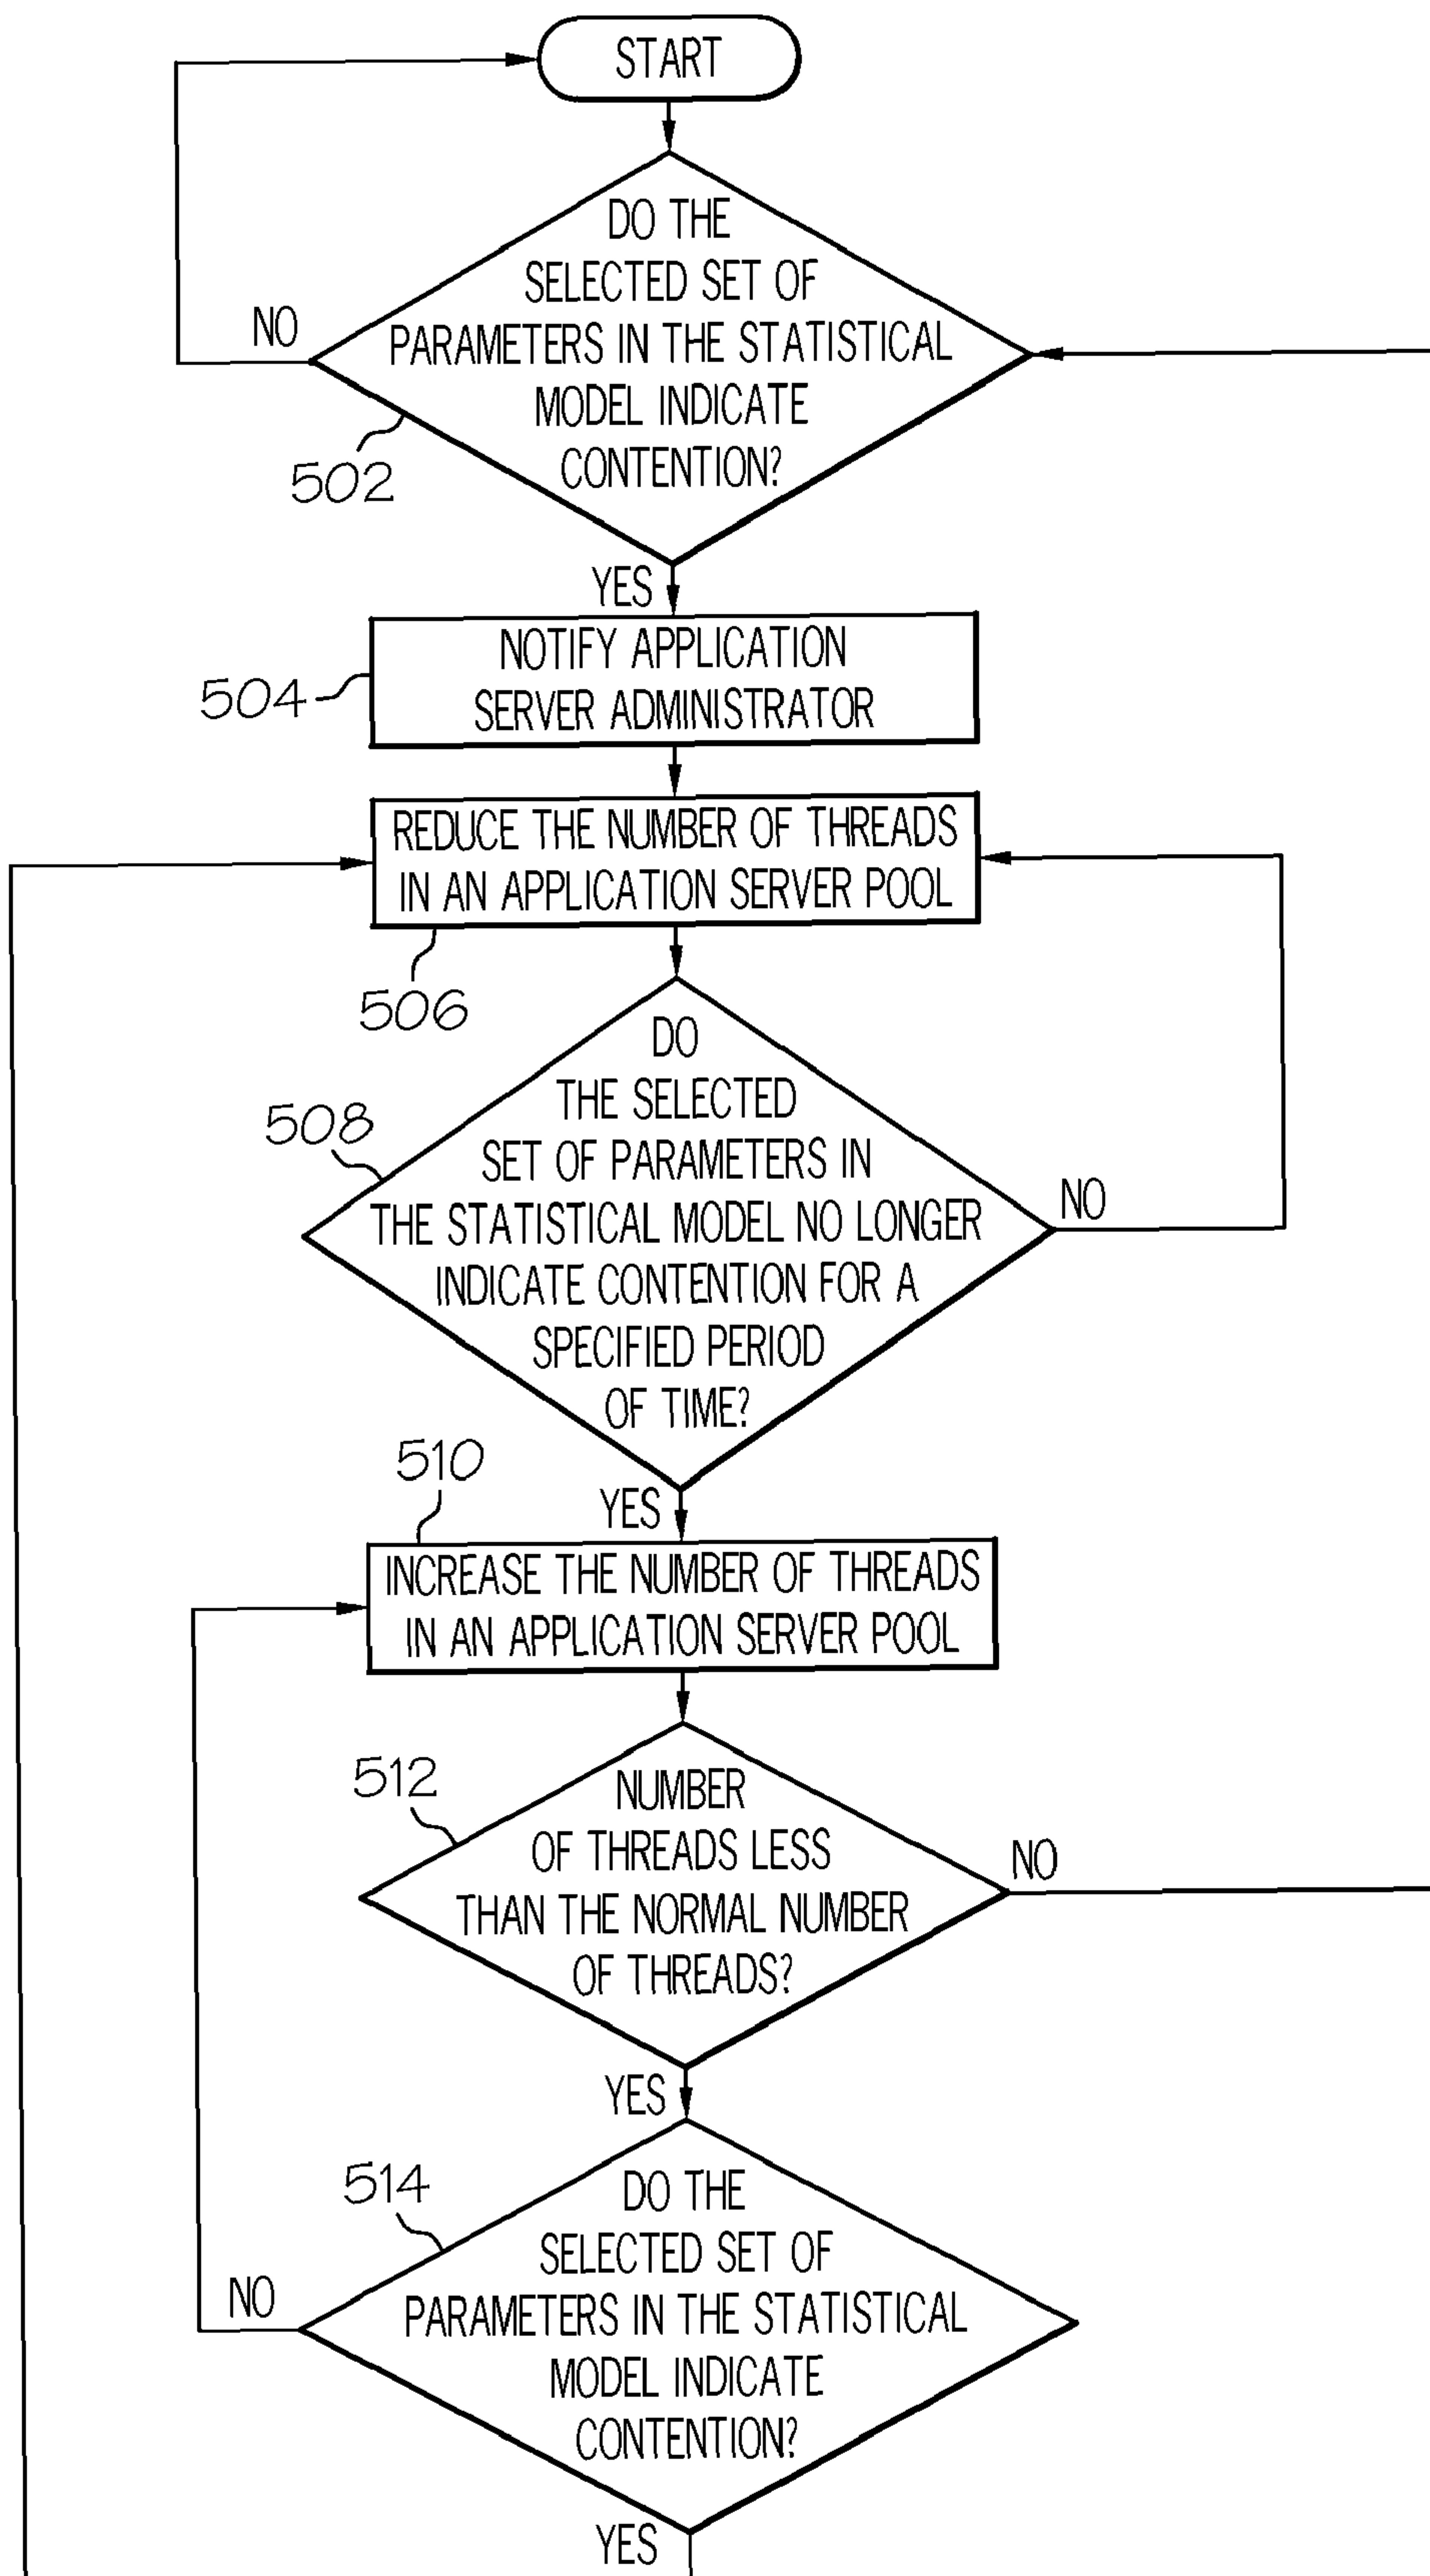 START
DO THE
SELECTED SET OF
PARAMETERS IN THE STATISTICAL
MODEL INDICATE
CONTENTION?
NO
502
YES
NOTIFY APPLICATION
SERVER ADMINISTRATOR
504
REDUCE THE NUMBER OF THREADS
IN AN APPLICATION SERVER POOL
506
DO
THE SELECTED
SET OF PARAMETERS IN
THE STATISTICAL MODEL NO LONGER
INDICATE CONTENTION FOR A
SPECIFIED PERIOD
OF TIME?
508
NO
YES
510
INCREASE THE NUMBER OF THREADS
IN AN APPLICATION SERVER POOL
512
NUMBER
OF THREADS LESS
THAN THE NORMAL NUMBER
OF THREADS?
NO
YES
514
DO THE
SELECTED SET OF
PARAMETERS IN THE STATISTICAL
MODEL INDICATE
CONTENTION?
NO
YES